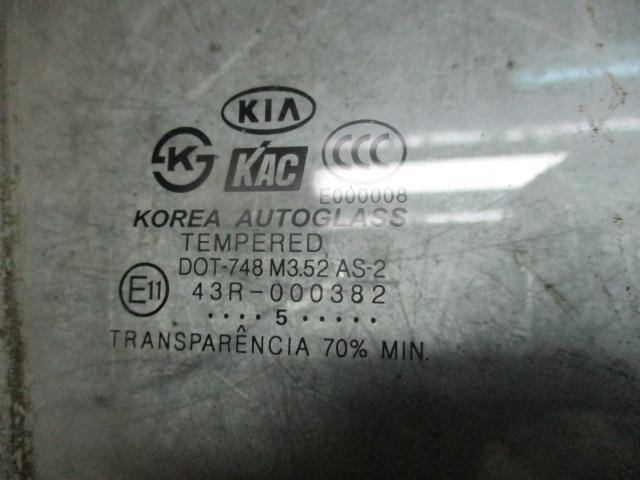 KIA
K KAC CCC
E000008
KOREA AUTOGLASS
TEMPERED
DOT-748 M3.52 AS-2
E11 43R-000382
···· 5 ·····
TRANSPARÊNCIA 70% MIN.